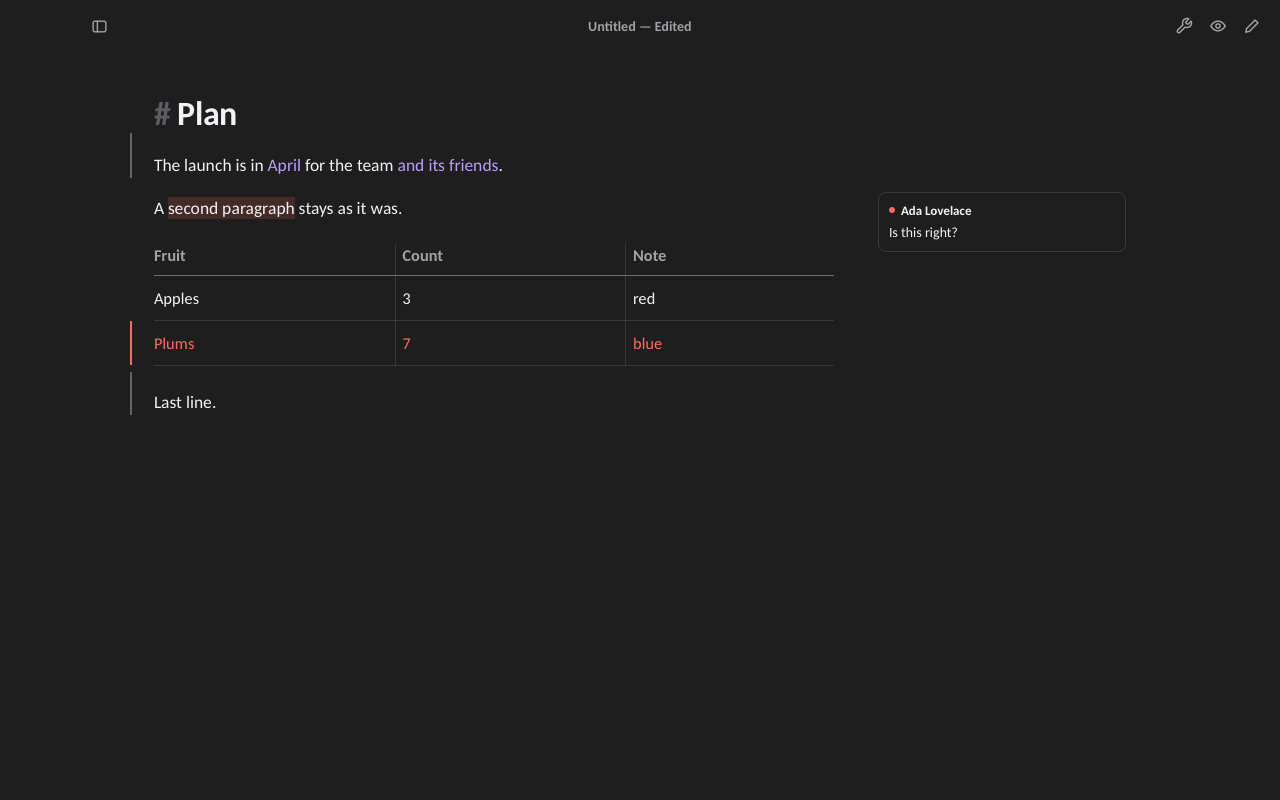 Untitled — Edited
# Plan
The launch is in April for the team and its friends.
A second paragraph stays as it was.
Ada Lovelace
Is this right?
Fruit Count Note
Apples 3 red
Plums 7 blue
Last line.